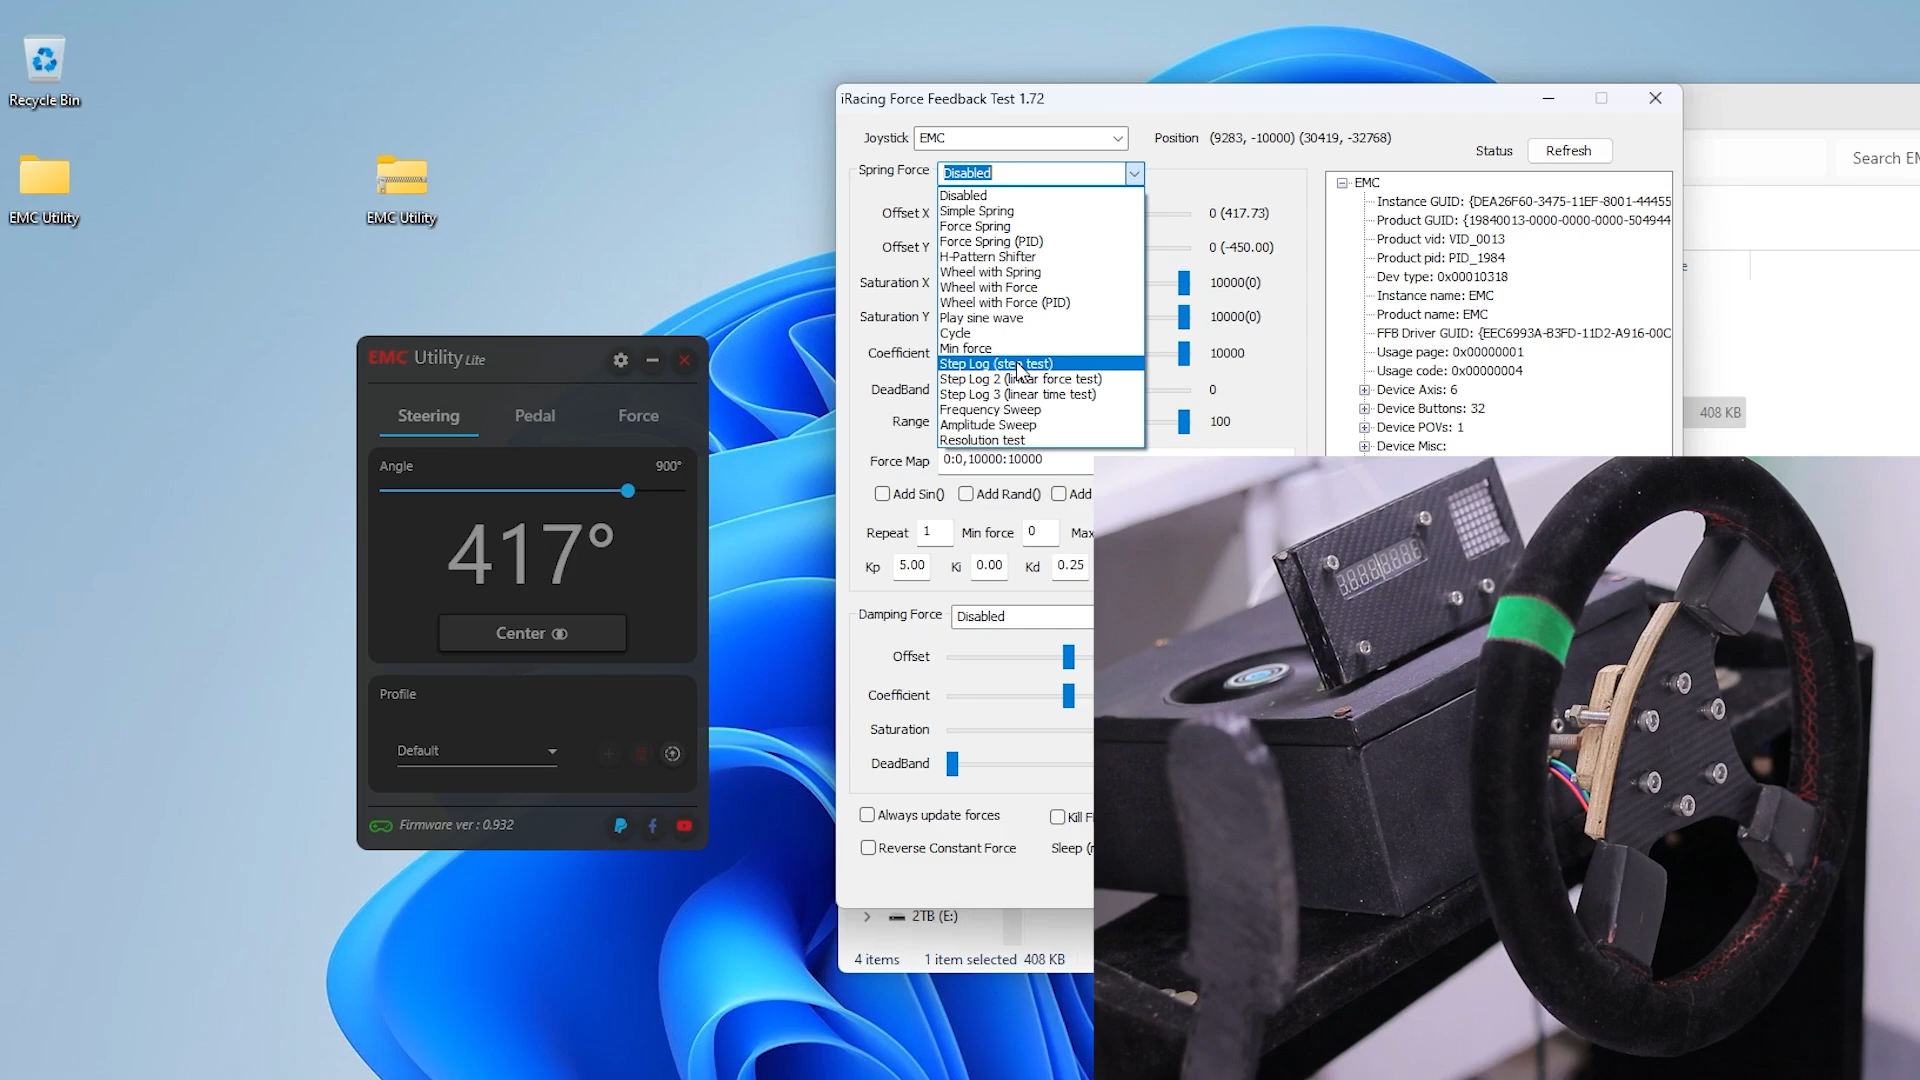 Recycle Bin
EMC Utility
EMC Utility
EMC Utility Lite
Steering Pedal Force
Angle 900°
417°
Center
Profile
Default
Firmware ver : 0.932
iRacing Force Feedback Test 1.72
Joystick EMC Position (9283, -10000) (30419, -32768)
Status Refresh
Spring Force Disabled
Disabled
Simple Spring
Force Spring
Force Spring (PID)
H-Pattern Shifter
Wheel with Spring
Wheel with Force
Wheel with Force (PID)
Play sine wave
Cycle
Min force
Step Log (step test)
Step Log 2 (linear force test)
Step Log 3 (linear time test)
Frequency Sweep
Amplitude Sweep
Resolution test
Offset X 0 (417.73)
Offset Y 0 (-450.00)
Saturation X 10000(0)
Saturation Y 10000(0)
Coefficient 10000
DeadBand 0
Range 100
Force Map 0:0,10000:10000
Add Sin() Add Rand() Add
Repeat 1 Min force 0 Max
Kp 5.00 Ki 0.00 Kd 0.25
Damping Force Disabled
Offset
Coefficient
Saturation
DeadBand
Always update forces Kill F
Reverse Constant Force Sleep (
EMC
Instance GUID: {DEA26F60-3475-11EF-8001-44455
Product GUID: {19840013-0000-0000-0000-504944
Product vid: VID_0013
Product pid: PID_1984
Dev type: 0x00010318
Instance name: EMC
Product name: EMC
FFB Driver GUID: {EEC6993A-B3FD-11D2-A916-00C
Usage page: 0x00000001
Usage code: 0x00000004
Device Axis: 6
Device Buttons: 32
Device POVs: 1
Device Misc:
Search EM
408 KB
2TB (E:)
4 items 1 item selected 408 KB